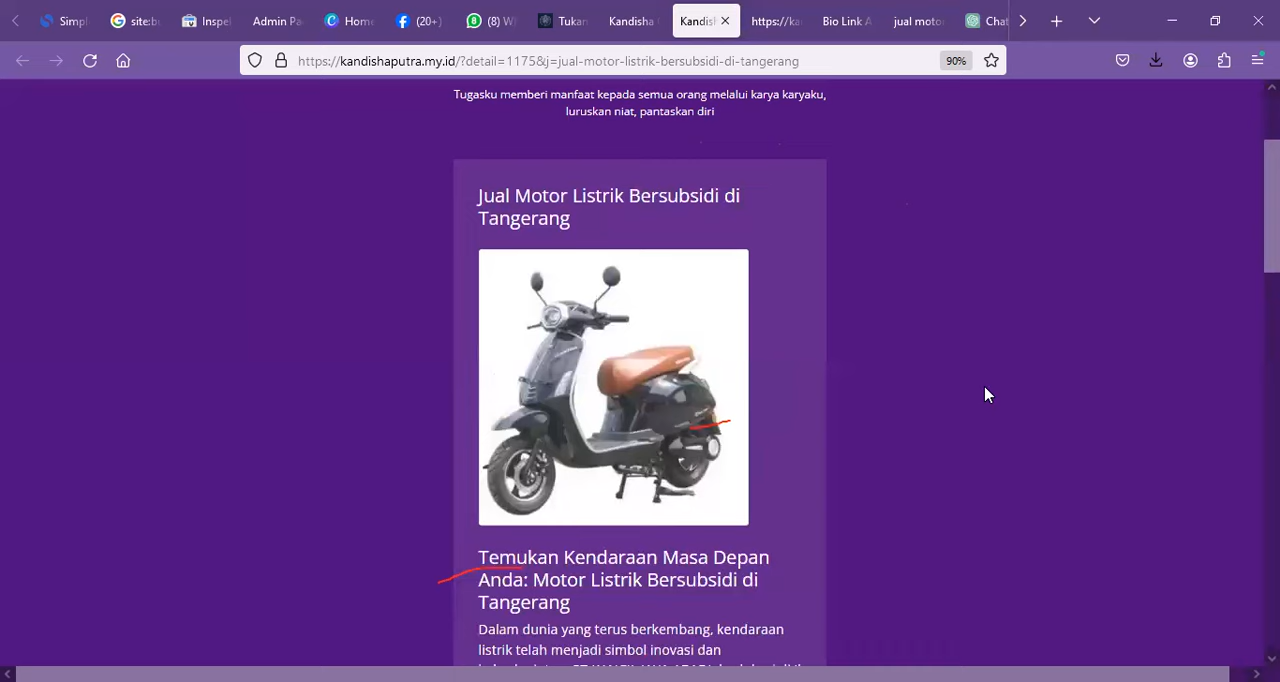 Simpl
site:bu
Inspe
Admin Pa
Home
(20+)
(8) W
Tukan
Kandisha
Kandis
https://ka
Bio Link A
jual moto
Chat
https://kandishaputra.my.id/?detail=1175&j=jual-motor-listrik-bersubsidi-di-tangerang
90%
Tugasku memberi manfaat kepada semua orang melalui karya karyaku,
luruskan niat, pantaskan diri
Jual Motor Listrik Bersubsidi di
Tangerang
Temukan Kendaraan Masa Depan
Anda: Motor Listrik Bersubsidi di
Tangerang
Dalam dunia yang terus berkembang, kendaraan
listrik telah menjadi simbol inovasi dan